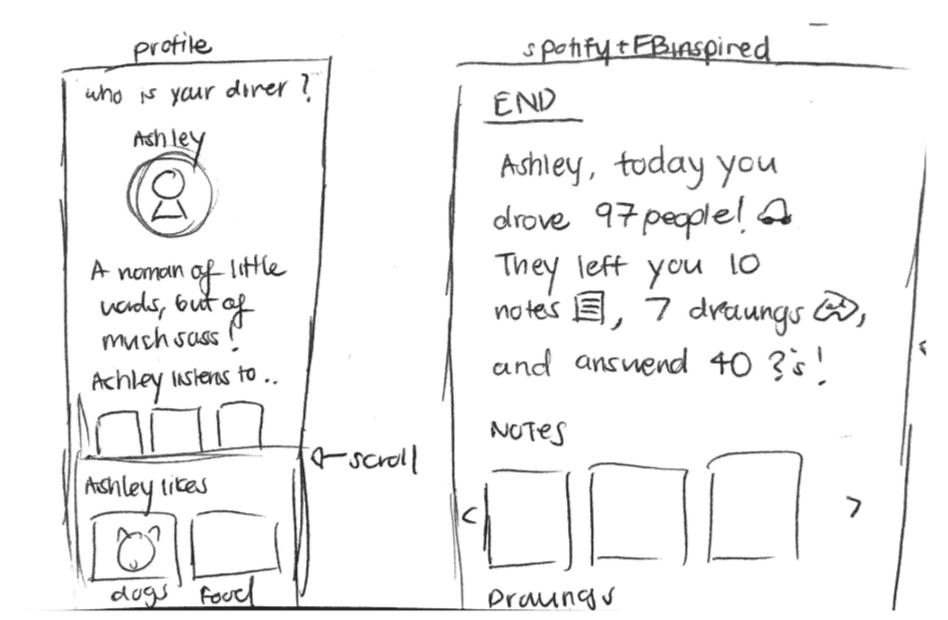 profile
who is your driver?
Ashley
A woman of little
words, but of
much sass!
Ashley listens to..
scroll
Ashley likes
dogs food
spotify + FB inspired
END
Ashley, today you
drove 97 people!
They left you 10
notes, 7 drawings,
and answered 40 ?'s!
NOTES
Drawings